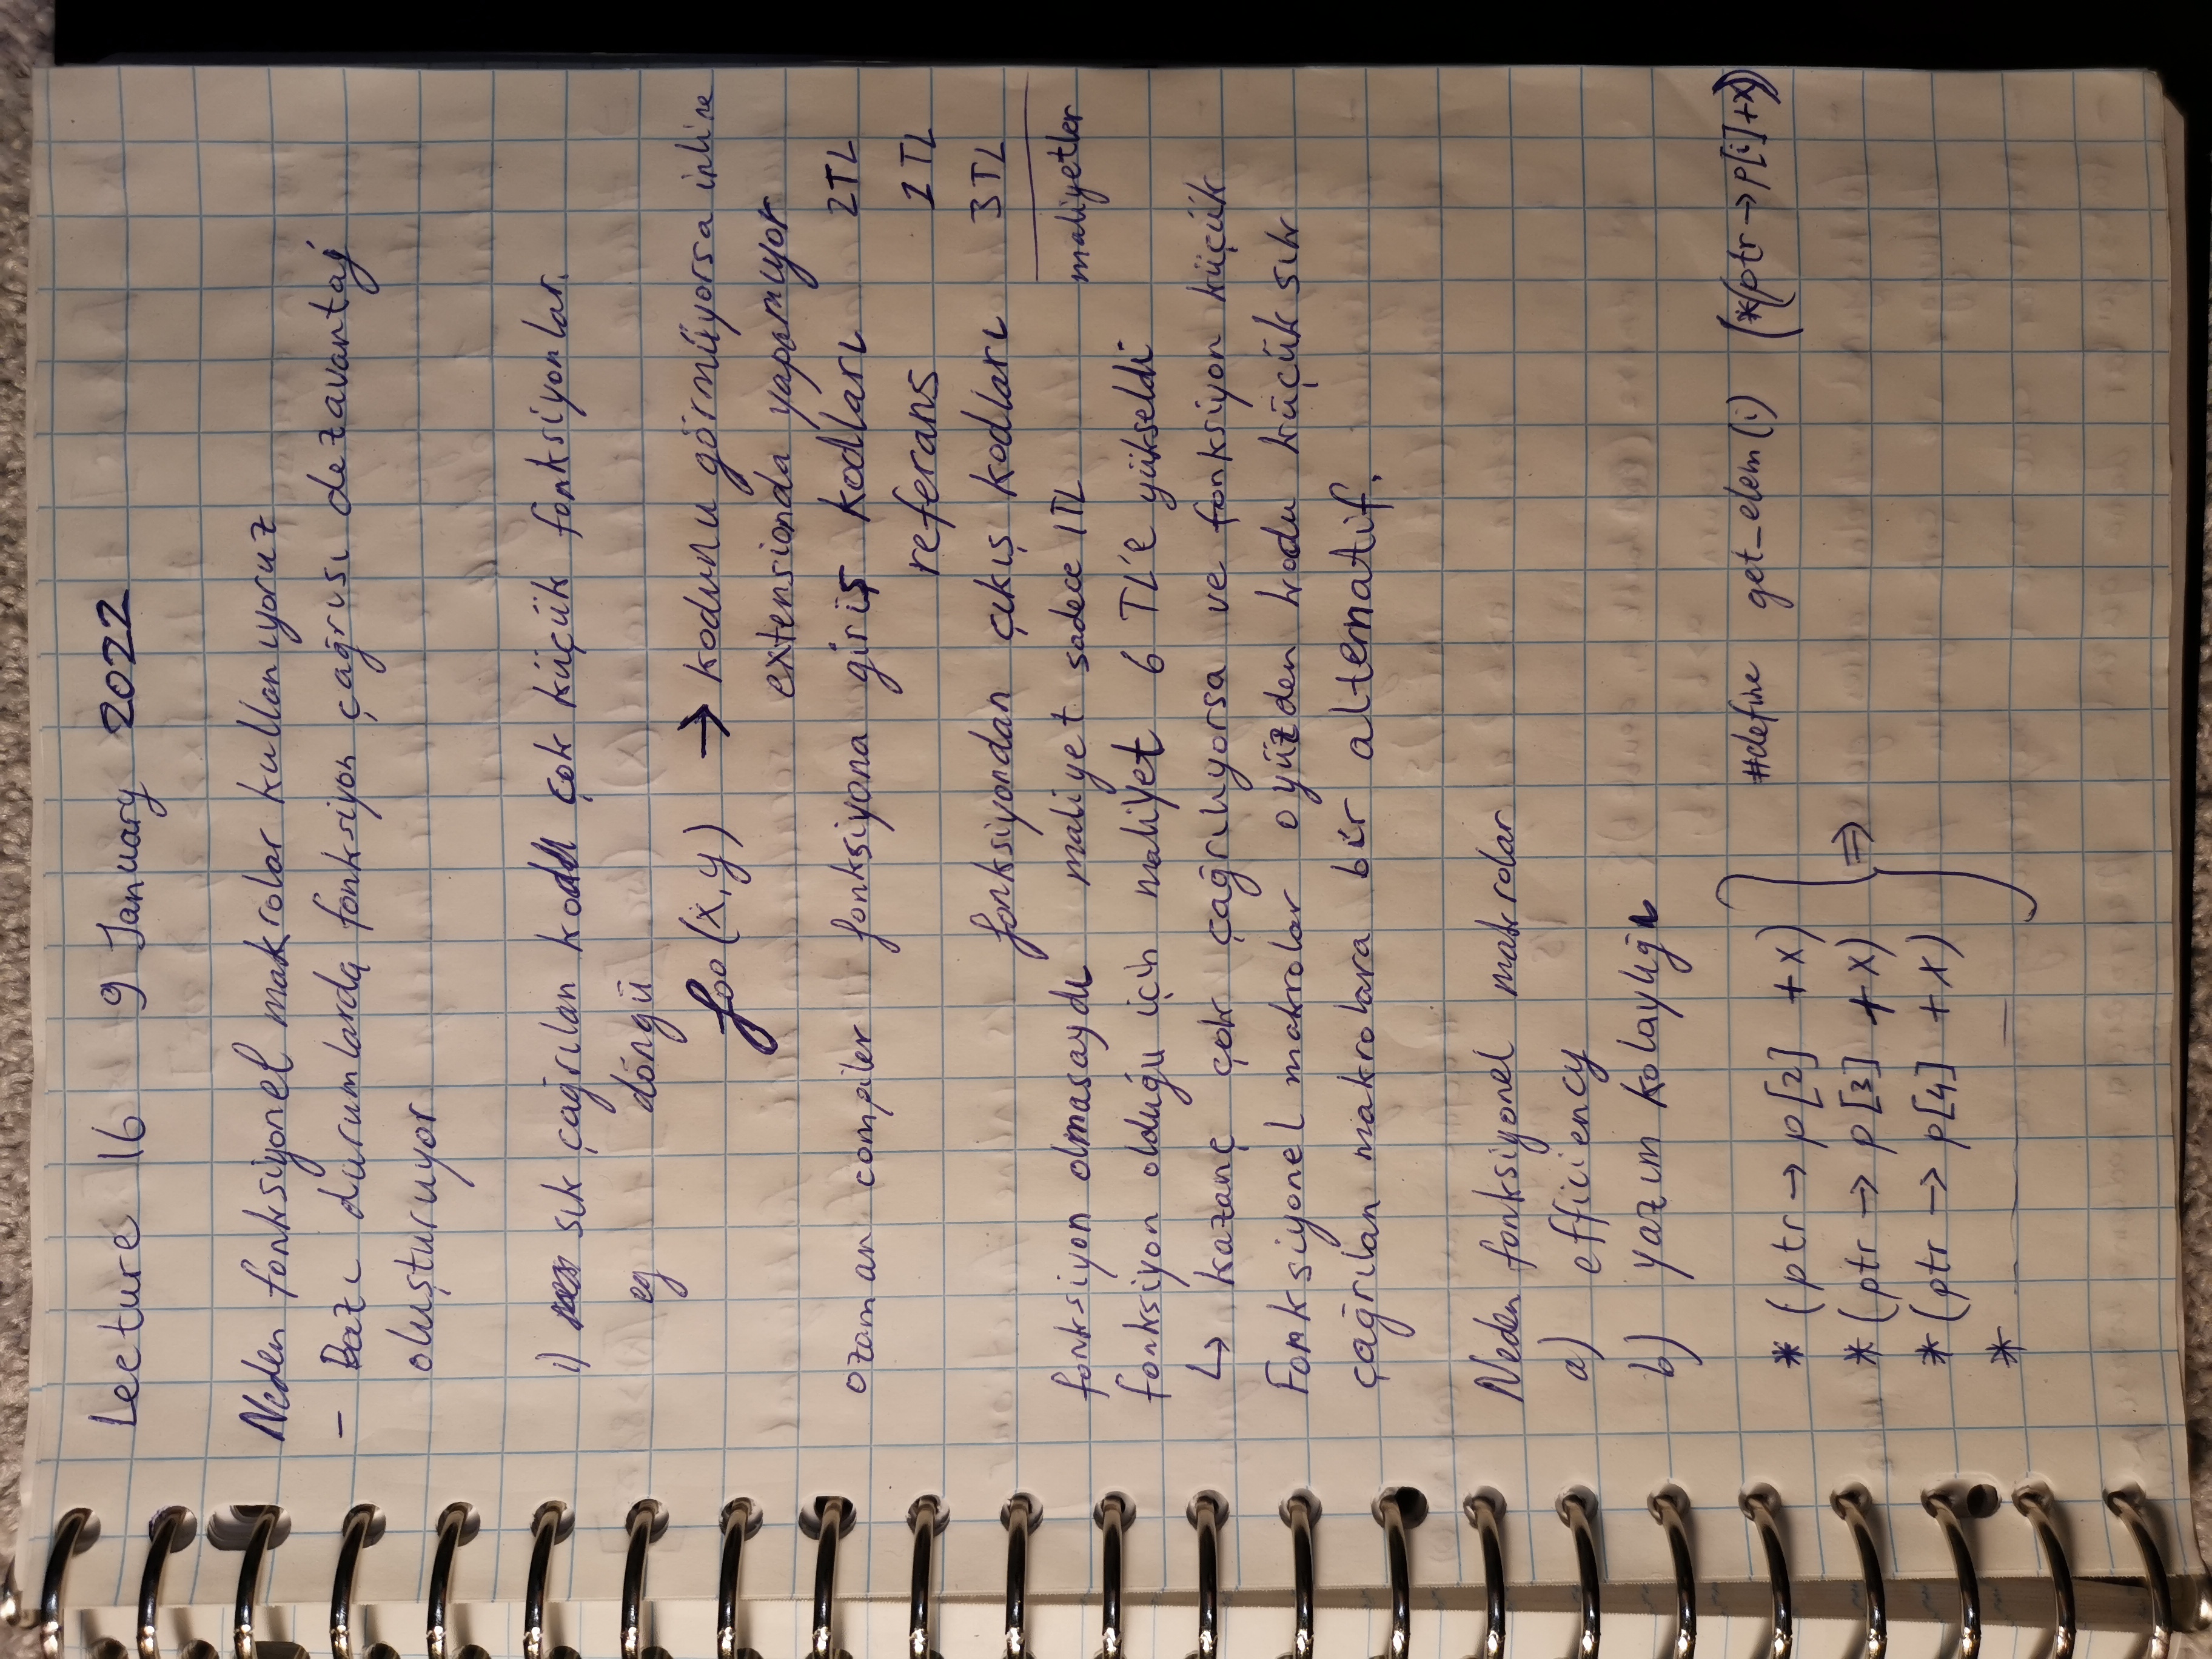 Lecture 16 9 January 2022
Neden fonksiyonel makrolar kullanıyoruz
- Bazı durumlarda fonksiyon çağrısı dezavantaj
oluşturuyor
i) sık çağrılan kodu çok küçük fonksiyonlar.
eg döngü
foo(x,y) → kodunu görmüyorsa inline
extensionda yapamıyor
ozaman compiler fonksiyona giriş kodları 2TL
referans 1TL
fonksiyondan çıkış kodları 3TL
fonksiyon olmasaydı maliyet sadece 1TL maliyetler
fonksiyon olduğu için maliyet 6 TL'e yükseldi
↳ kazanç çok çağrılıyorsa ve fonksiyon küçük
Fonksiyonel makrolar oyüzden kodu küçük sık
çağrılan makrolara bir alternatif.
Neden fonksiyonel makrolar
a) efficiency
b) yazım kolaylığı
#define get_elem(i) (*(ptr→p[i]+x))
*(ptr → p[2] +x)
*(ptr → p[3] +x) ⇒
*(ptr → p[4] +x)
*